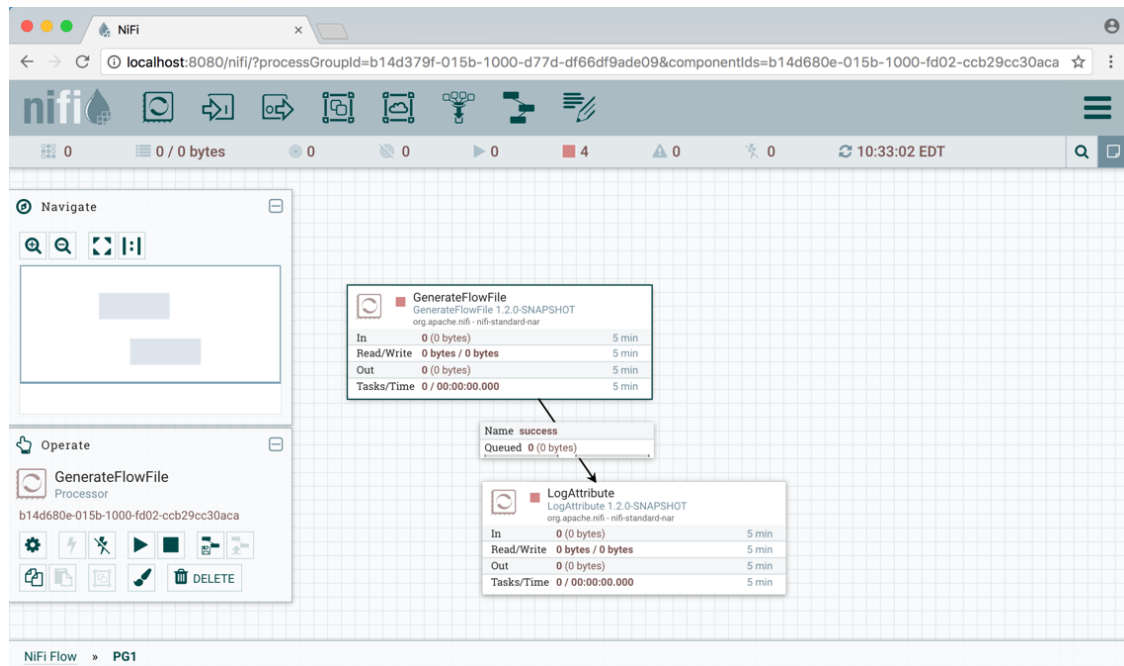 NiFi
localhost:8080/nifi/?processGroupId=b14d379f-015b-1000-d77d-df66df9ade09&componentIds=b14d680e-015b-1000-fd02-ccb29cc30aca
nifi
0 0 / 0 bytes 0 0 0 4 0 0 10:33:02 EDT
Navigate
GenerateFlowFile
GenerateFlowFile 1.2.0-SNAPSHOT
org.apache.nifi - nifi-standard-nar
In 0 (0 bytes) 5 min
Read/Write 0 bytes / 0 bytes 5 min
Out 0 (0 bytes) 5 min
Tasks/Time 0 / 00:00:00.000 5 min
Name success
Queued 0 (0 bytes)
Operate
GenerateFlowFile
Processor
b14d680e-015b-1000-fd02-ccb29cc30aca
DELETE
LogAttribute
LogAttribute 1.2.0-SNAPSHOT
org.apache.nifi - nifi-standard-nar
In 0 (0 bytes) 5 min
Read/Write 0 bytes / 0 bytes 5 min
Out 0 (0 bytes) 5 min
Tasks/Time 0 / 00:00:00.000 5 min
NiFi Flow » PG1